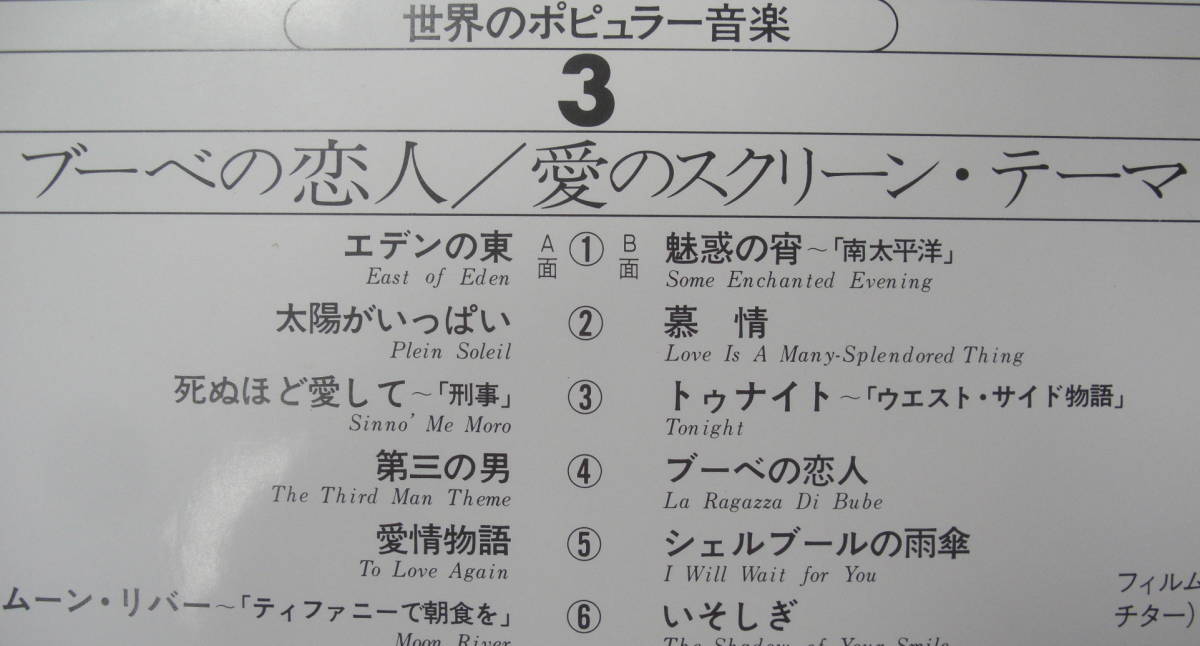 世界のポピュラー音楽
3
ブーベの恋人/愛のスクリーン・テーマ
A面
エデンの東
East of Eden
①
B面
魅惑の宵～「南太平洋」
Some Enchanted Evening
太陽がいっぱい
Plein Soleil
②
慕 情
Love Is A Many-Splendored Thing
死ぬほど愛して～「刑事」
Sinno' Me Moro
③
トゥナイト～「ウエスト・サイド物語」
Tonight
第三の男
The Third Man Theme
④
ブーベの恋人
La Ragazza Di Bube
愛情物語
To Love Again
⑤
シェルブールの雨傘
I Will Wait for You
ムーン・リバー～「ティファニーで朝食を」
Moon River
⑥
いそしぎ
The Shadow of Your Smile
フィルム
チター)